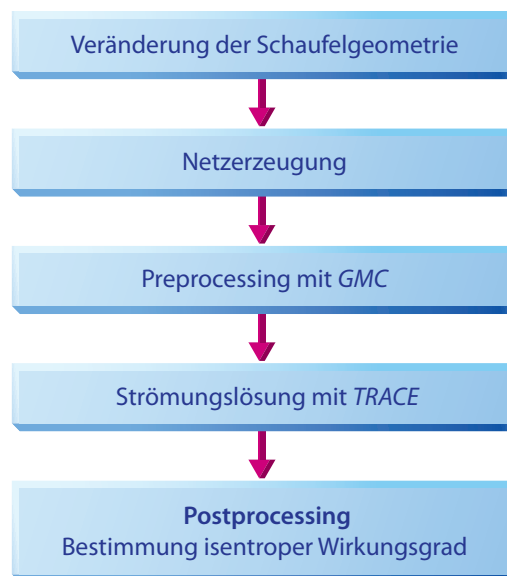 Veränderung der Schaufelgeometrie
Netzerzeugung
Preprocessing mit GMC
Strömungslösung mit TRACE
Postprocessing
Bestimmung isentroper Wirkungsgrad